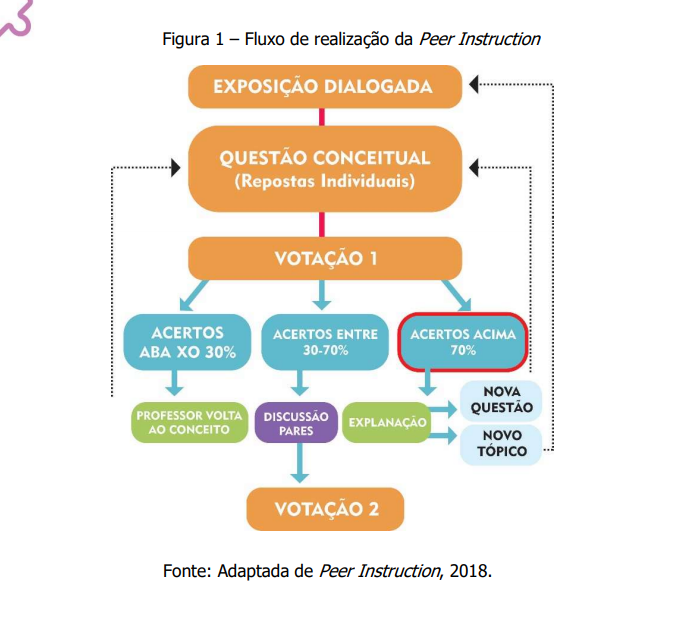 Figura 1 – Fluxo de realização da Peer Instruction
EXPOSIÇÃO DIALOGADA
QUESTÃO CONCEITUAL
(Repostas Individuais)
VOTAÇÃO 1
ACERTOS
ABA XO 30%
ACERTOS ENTRE
30-70%
ACERTOS ACIMA
70%
PROFESSOR VOLTA
AO CONCEITO
DISCUSSÃO
PARES
EXPLANAÇÃO
NOVA
QUESTÃO
NOVO
TÓPICO
VOTAÇÃO 2
Fonte: Adaptada de Peer Instruction, 2018.